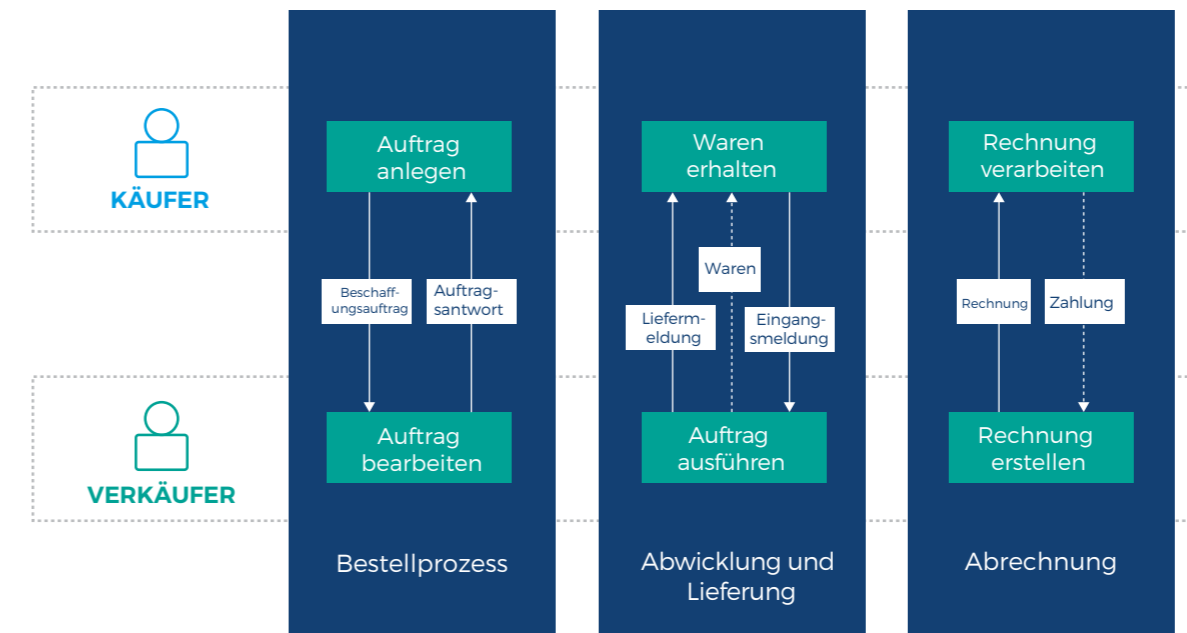 KÄUFER
Auftrag
anlegen
Waren
erhalten
Rechnung
verarbeiten
Beschaff-
ungsauftrag
Auftrag-
santwort
Lieferm-
eldung
Waren
Eingang-
smeldung
Rechnung
Zahlung
VERKÄUFER
Auftrag
bearbeiten
Auftrag
ausführen
Rechnung
erstellen
Bestellprozess
Abwicklung und
Lieferung
Abrechnung